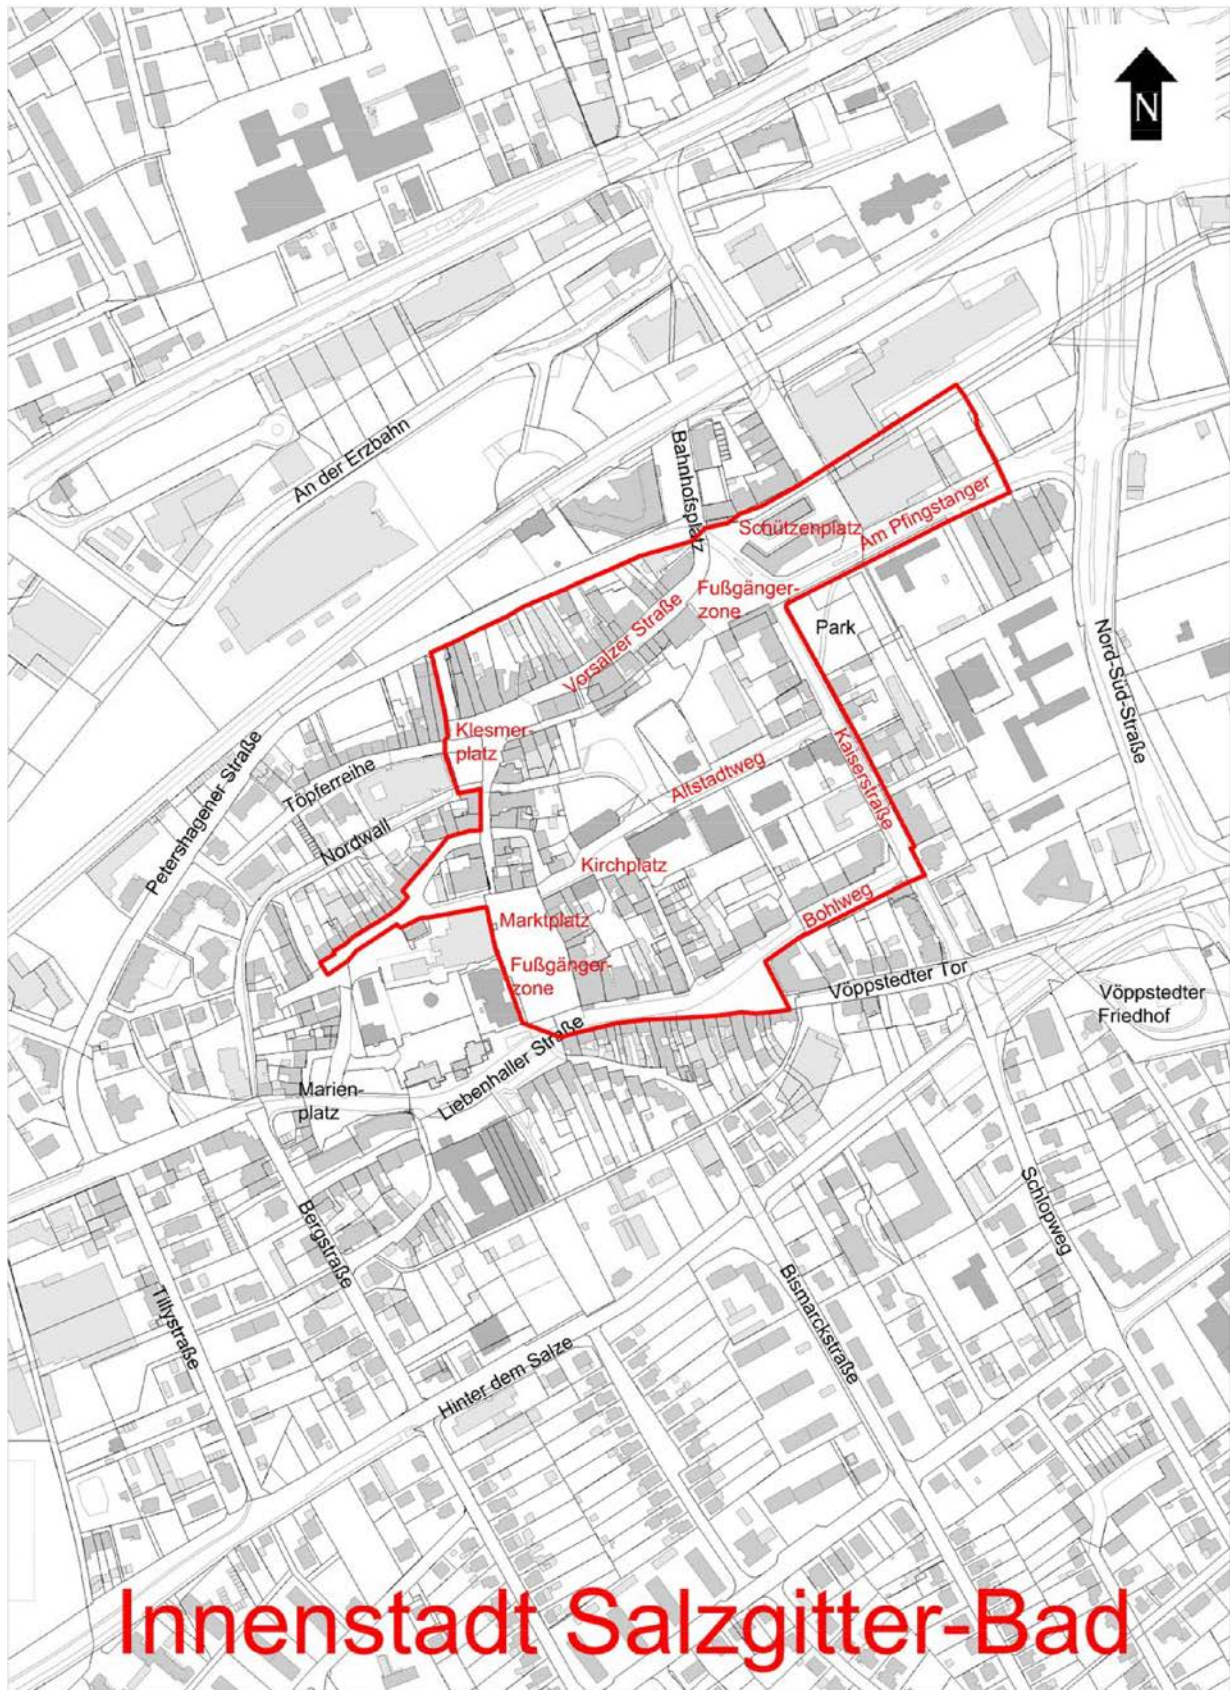 N
An der Erzbahn
Bahnhofsplatz
Schützenplatz
Am Pfingstanger
Fußgänger-
zone
Vorsalzer Straße
Park
Nord-Süd-Straße
Klesmer-
platz
Petershagener Straße
Töpferreihe
Altstadtweg
Kaiserstraße
Nordwall
Kirchplatz
Marktplatz
Bohlweg
Fußgänger-
zone
Vöppstedter Tor
Vöppstedter
Friedhof
Liebenhaller Straße
Marien-
platz
Bergstraße
Schlopweg
Tillystraße
Bismarckstraße
Hinter dem Salze
Innenstadt Salzgitter-Bad